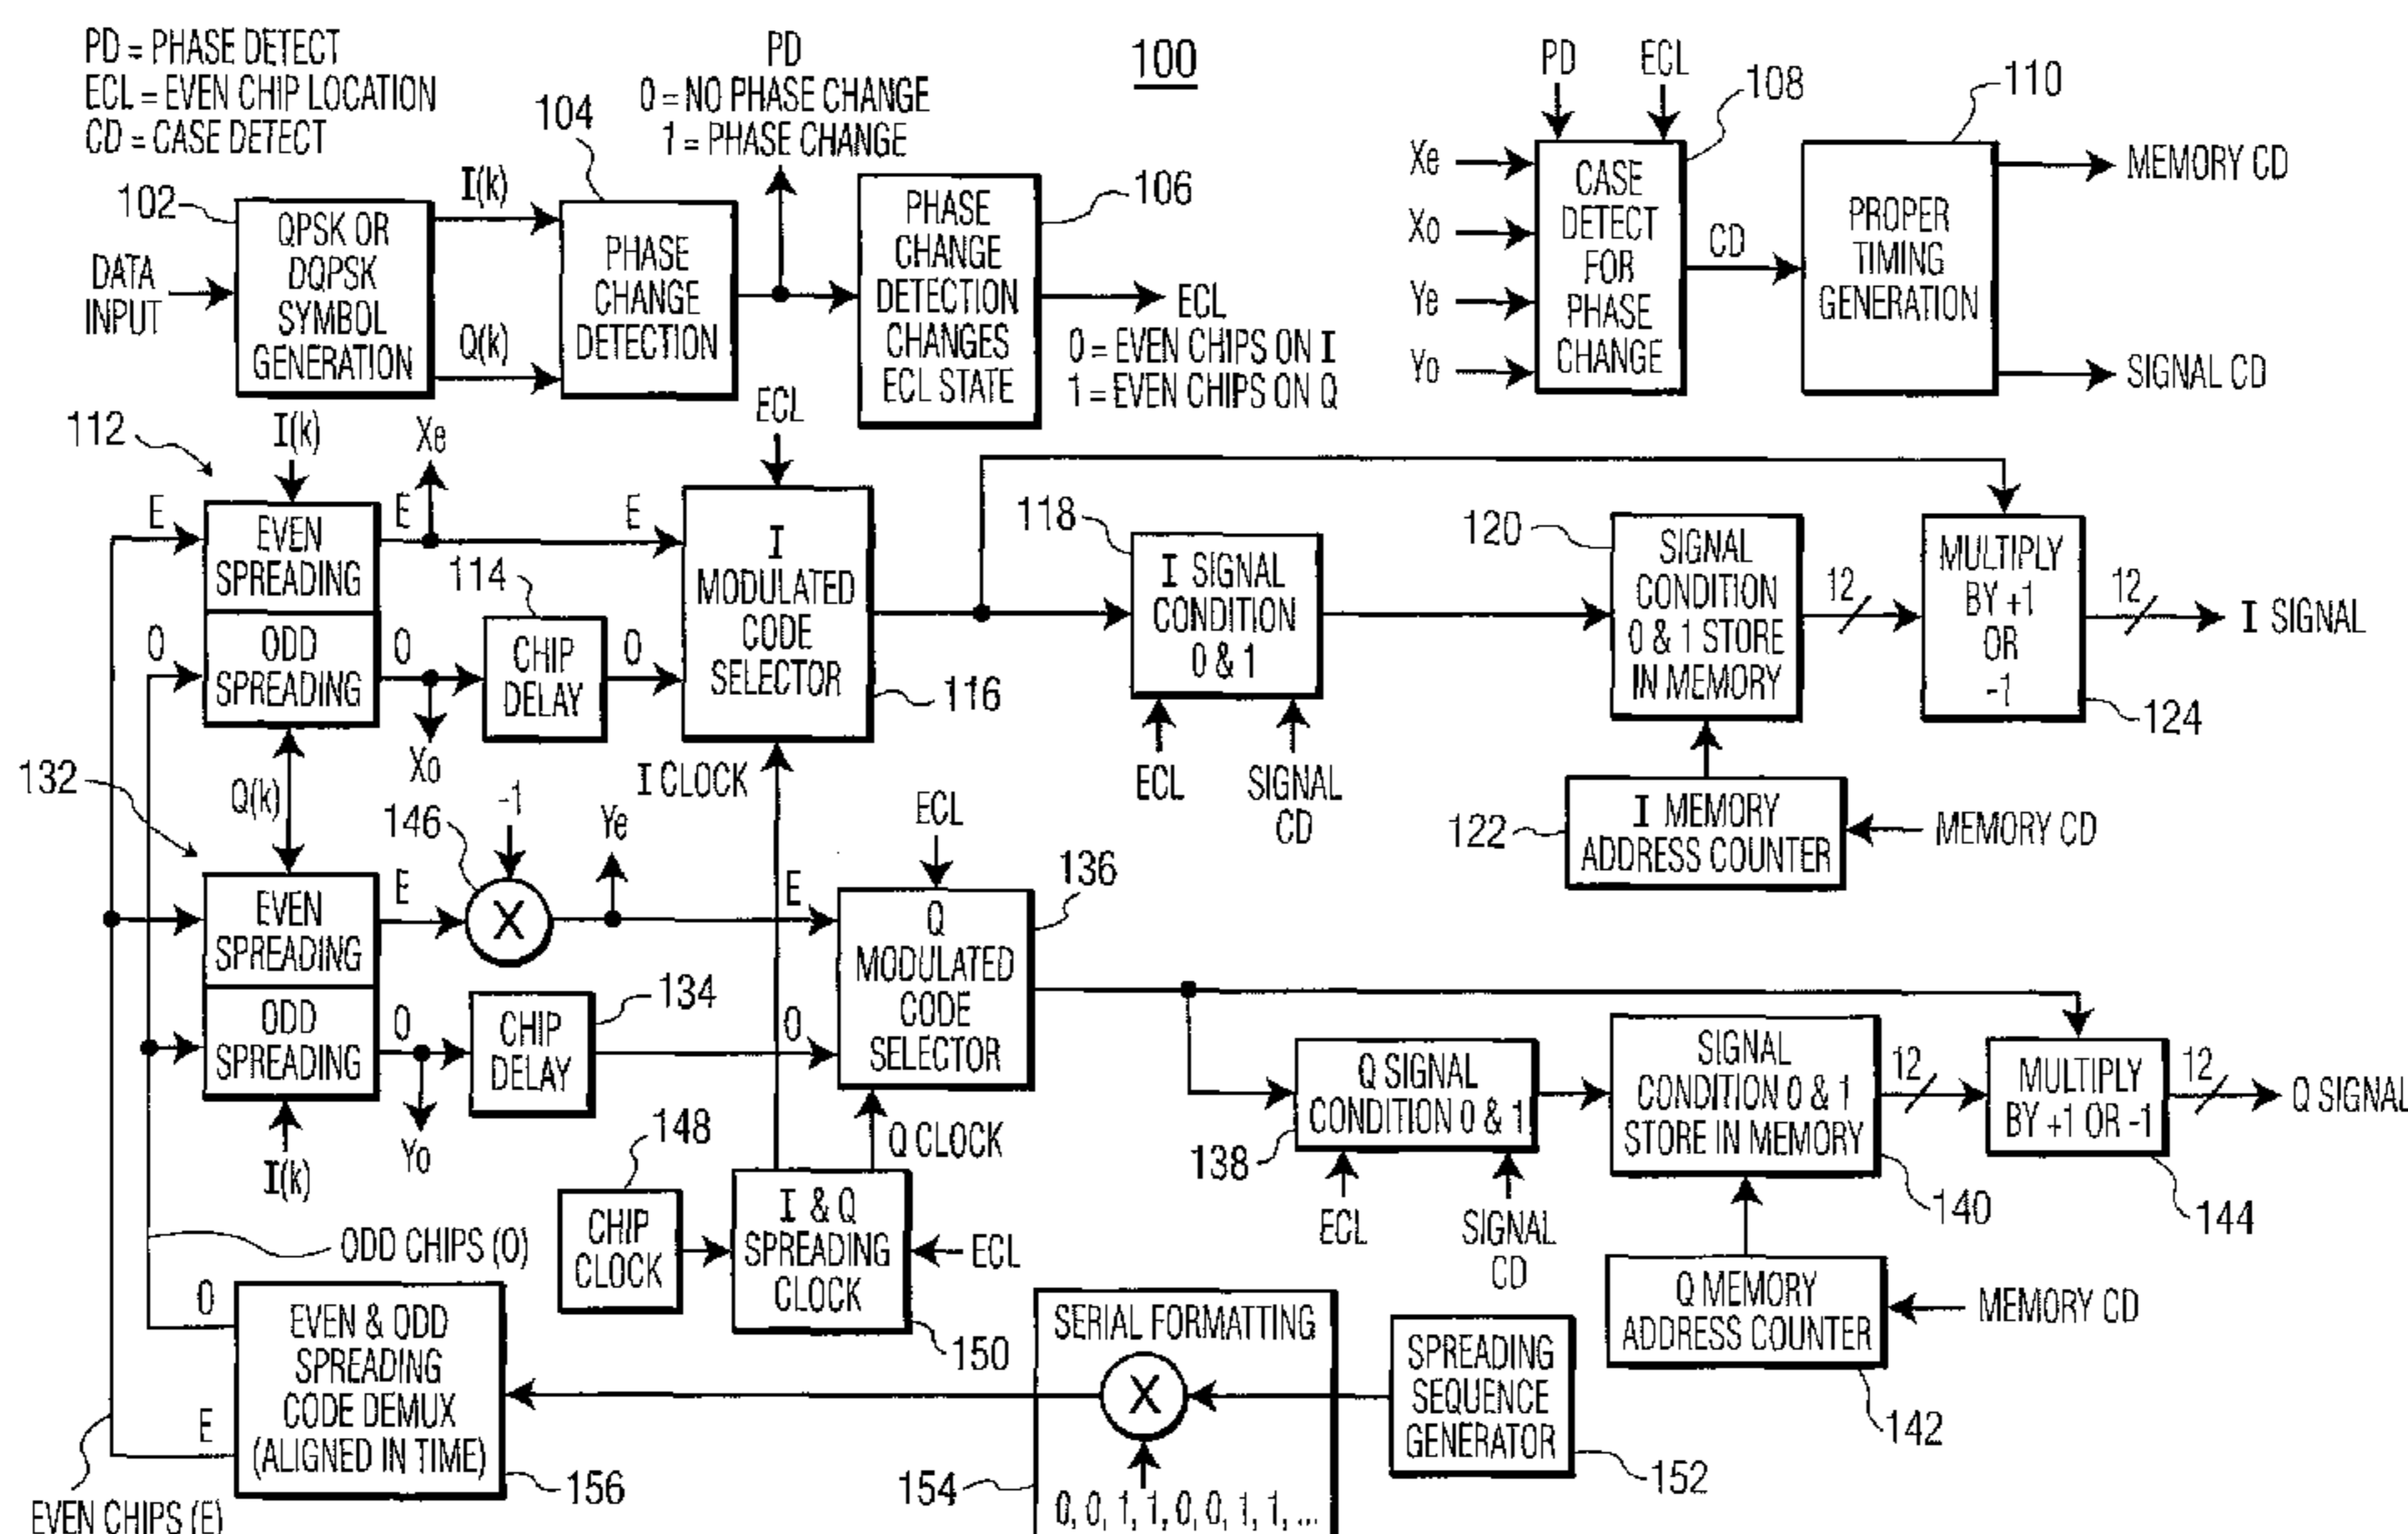 PD = PHASE DETECT
ECL = EVEN CHIP LOCATION
CD = CASE DETECT
PD
0 = NO PHASE CHANGE
1 = PHASE CHANGE
100
102
DATA
INPUT
QPSK OR
DQPSK
SYMBOL
GENERATION
I(k)
Q(k)
104
PHASE
CHANGE
DETECTION
106
PHASE
CHANGE
DETECTION
CHANGES
ECL STATE
ECL
0 = EVEN CHIPS ON I
1 = EVEN CHIPS ON Q
PD
ECL
108
Xe
Xo
Ye
Yo
CASE
DETECT
FOR
PHASE
CHANGE
CD
110
PROPER
TIMING
GENERATION
MEMORY CD
SIGNAL CD
112
I(k)
Xe
E
EVEN
SPREADING
E
E
O
ODD
SPREADING
O
Xo
114
CHIP
DELAY
O
ECL
I
MODULATED
CODE
SELECTOR
116
I CLOCK
118
I SIGNAL
CONDITION
0 & 1
ECL
SIGNAL
CD
120
SIGNAL
CONDITION
0 & 1 STORE
IN MEMORY
12
MULTIPLY
BY +1
OR
-1
124
12
I SIGNAL
122
I MEMORY
ADDRESS COUNTER
MEMORY CD
132
Q(k)
EVEN
SPREADING
E
146
-1
X
Ye
E
ODD
SPREADING
O
Yo
I(k)
134
CHIP
DELAY
O
ECL
Q
MODULATED
CODE
SELECTOR
136
Q CLOCK
138
Q SIGNAL
CONDITION 0 & 1
ECL
SIGNAL
CD
SIGNAL
CONDITION 0 & 1
STORE IN MEMORY
140
12
MULTIPLY
BY +1 OR -1
144
12
Q SIGNAL
Q MEMORY
ADDRESS COUNTER
142
MEMORY CD
148
CHIP
CLOCK
I & Q
SPREADING
CLOCK
150
ECL
ODD CHIPS (O)
O
E
EVEN & ODD
SPREADING
CODE DEMUX
(ALIGNED IN TIME)
156
EVEN CHIPS (E)
SERIAL FORMATTING
X
154
0, 0, 1, 1, 0, 0, 1, 1, ...
SPREADING
SEQUENCE
GENERATOR
152